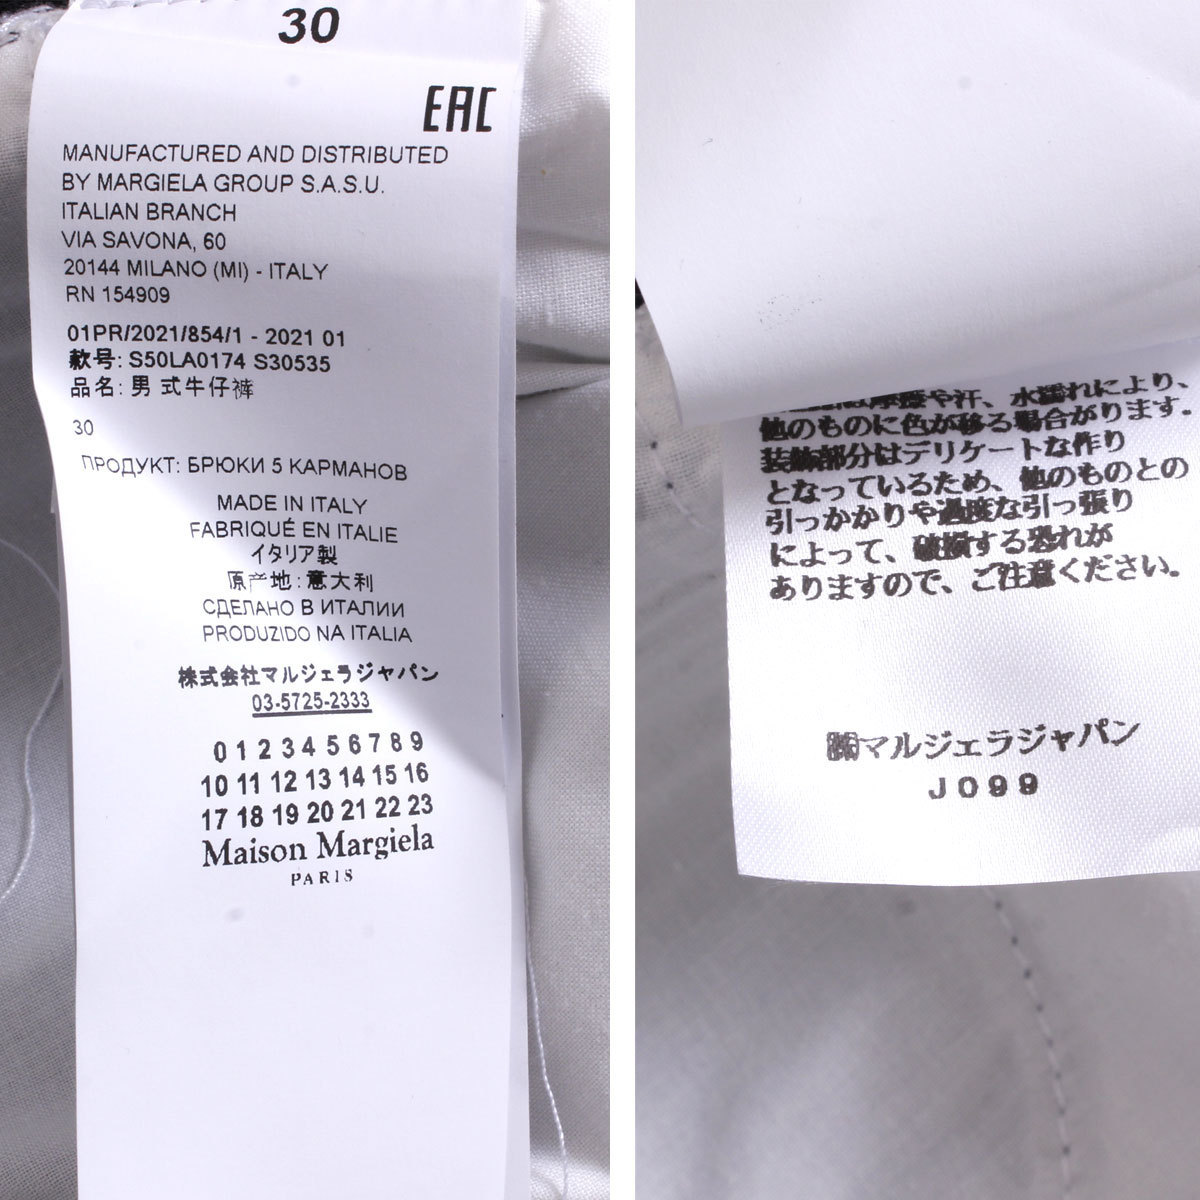 30
EAC
MANUFACTURED AND DISTRIBUTED
BY MARGIELA GROUP S.A.S.U.
ITALIAN BRANCH
VIA SAVONA, 60
20144 MILANO (MI) - ITALY
RN 154909
01PR/2021/854/1 - 2021 01
款号: S50LA0174 S30535
品名: 男 式牛仔裤
30
ПРОДУКТ: БРЮКИ 5 КАРМАНОВ
MADE IN ITALY
FABRIQUÉ EN ITALIE
イタリア製
原产地: 意大利
СДЕЛАНО В ИТАЛИИ
PRODUZIDO NA ITALIA
株式会社マルジェラジャパン
03-5725-2333
0 1 2 3 4 5 6 7 8 9
10 11 12 13 14 15 16
17 18 19 20 21 22 23
Maison Margiela
PARIS
摩擦や汗、水濡れにより、
他のものに色が移る場合がります。
装飾部分はデリケートな作り
となっているため、他のものとの
引っかかりや過度な引っ張り
によって、破損する恐れが
ありますので、ご注意ください。
㈱マルジェラジャパン
J099